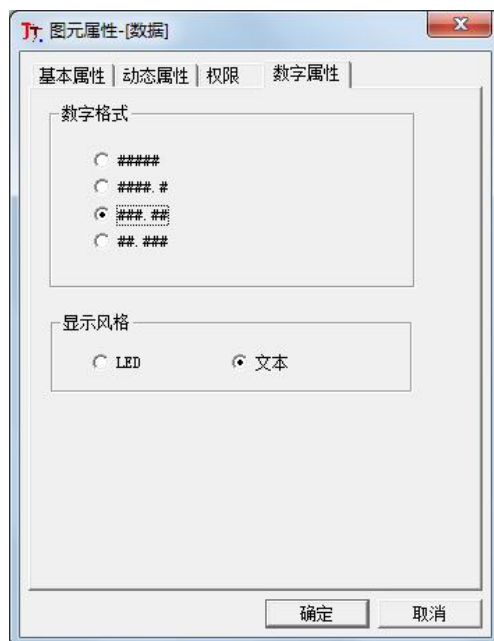 图元属性-[数据]
基本属性 动态属性 权限 数字属性
数字格式
#####
####.#
###.##
##.###
显示风格
LED 文本
确定 取消